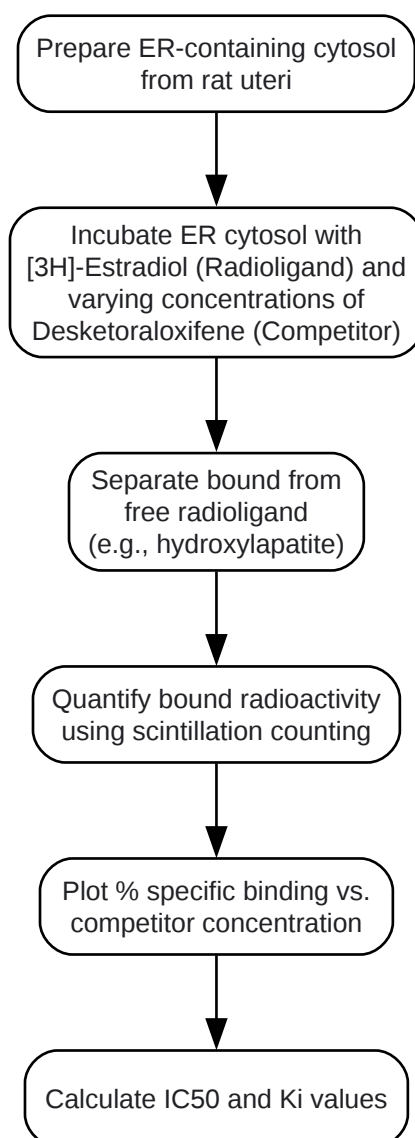 Prepare ER-containing cytosol
from rat uteri
Incubate ER cytosol with
[3H]-Estradiol (Radioligand) and
varying concentrations of
Desketoraloxifene (Competitor)
Separate bound from
free radioligand
(e.g., hydroxylapatite)
Quantify bound radioactivity
using scintillation counting
Plot % specific binding vs.
competitor concentration
Calculate IC50 and Ki values